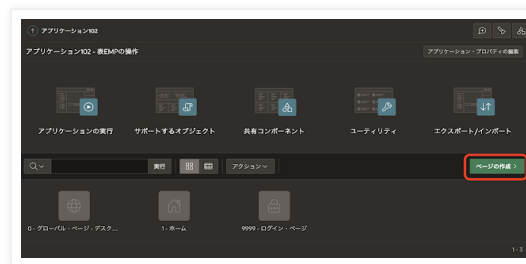 アプリケーション102
アプリケーション102 - 表EMPの操作
アプリケーション・プロパティの編集
アプリケーションの実行
サポートするオブジェクト
共有コンポーネント
ユーティリティ
エクスポート/インポート
実行
アクション
ページの作成
0 - グローバル・ページ - デスク...
1 - ホーム
9999 - ログイン・ページ
1 - 3